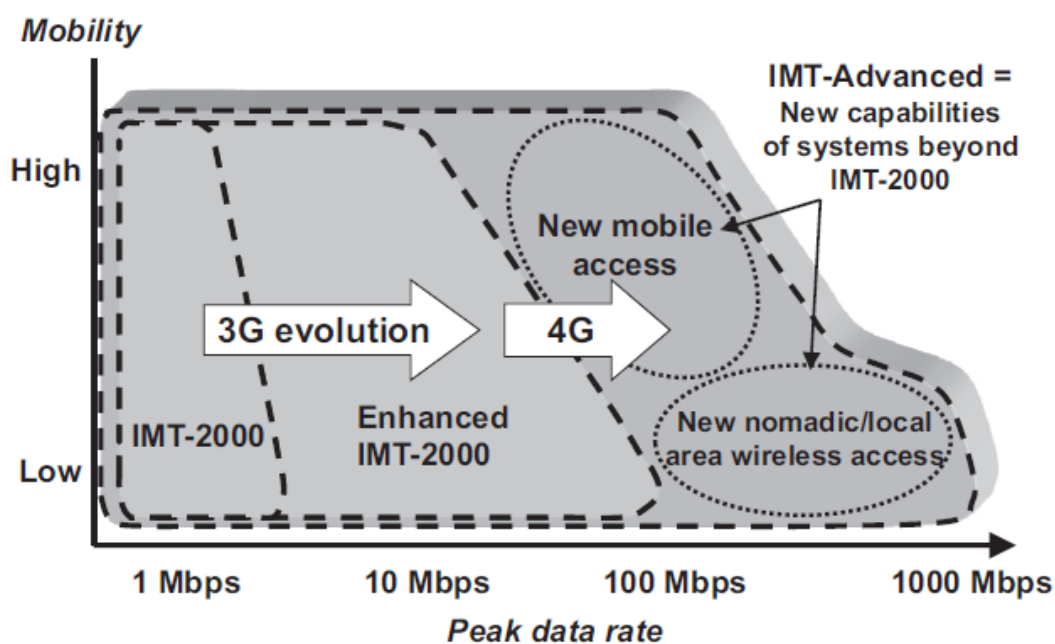 Mobility
IMT-Advanced =
New capabilities
of systems beyond
IMT-2000
High
New mobile
access
3G evolution
4G
Enhanced
IMT-2000
IMT-2000
New nomadic/local
area wireless access
Low
1 Mbps
10 Mbps
100 Mbps
1000 Mbps
Peak data rate